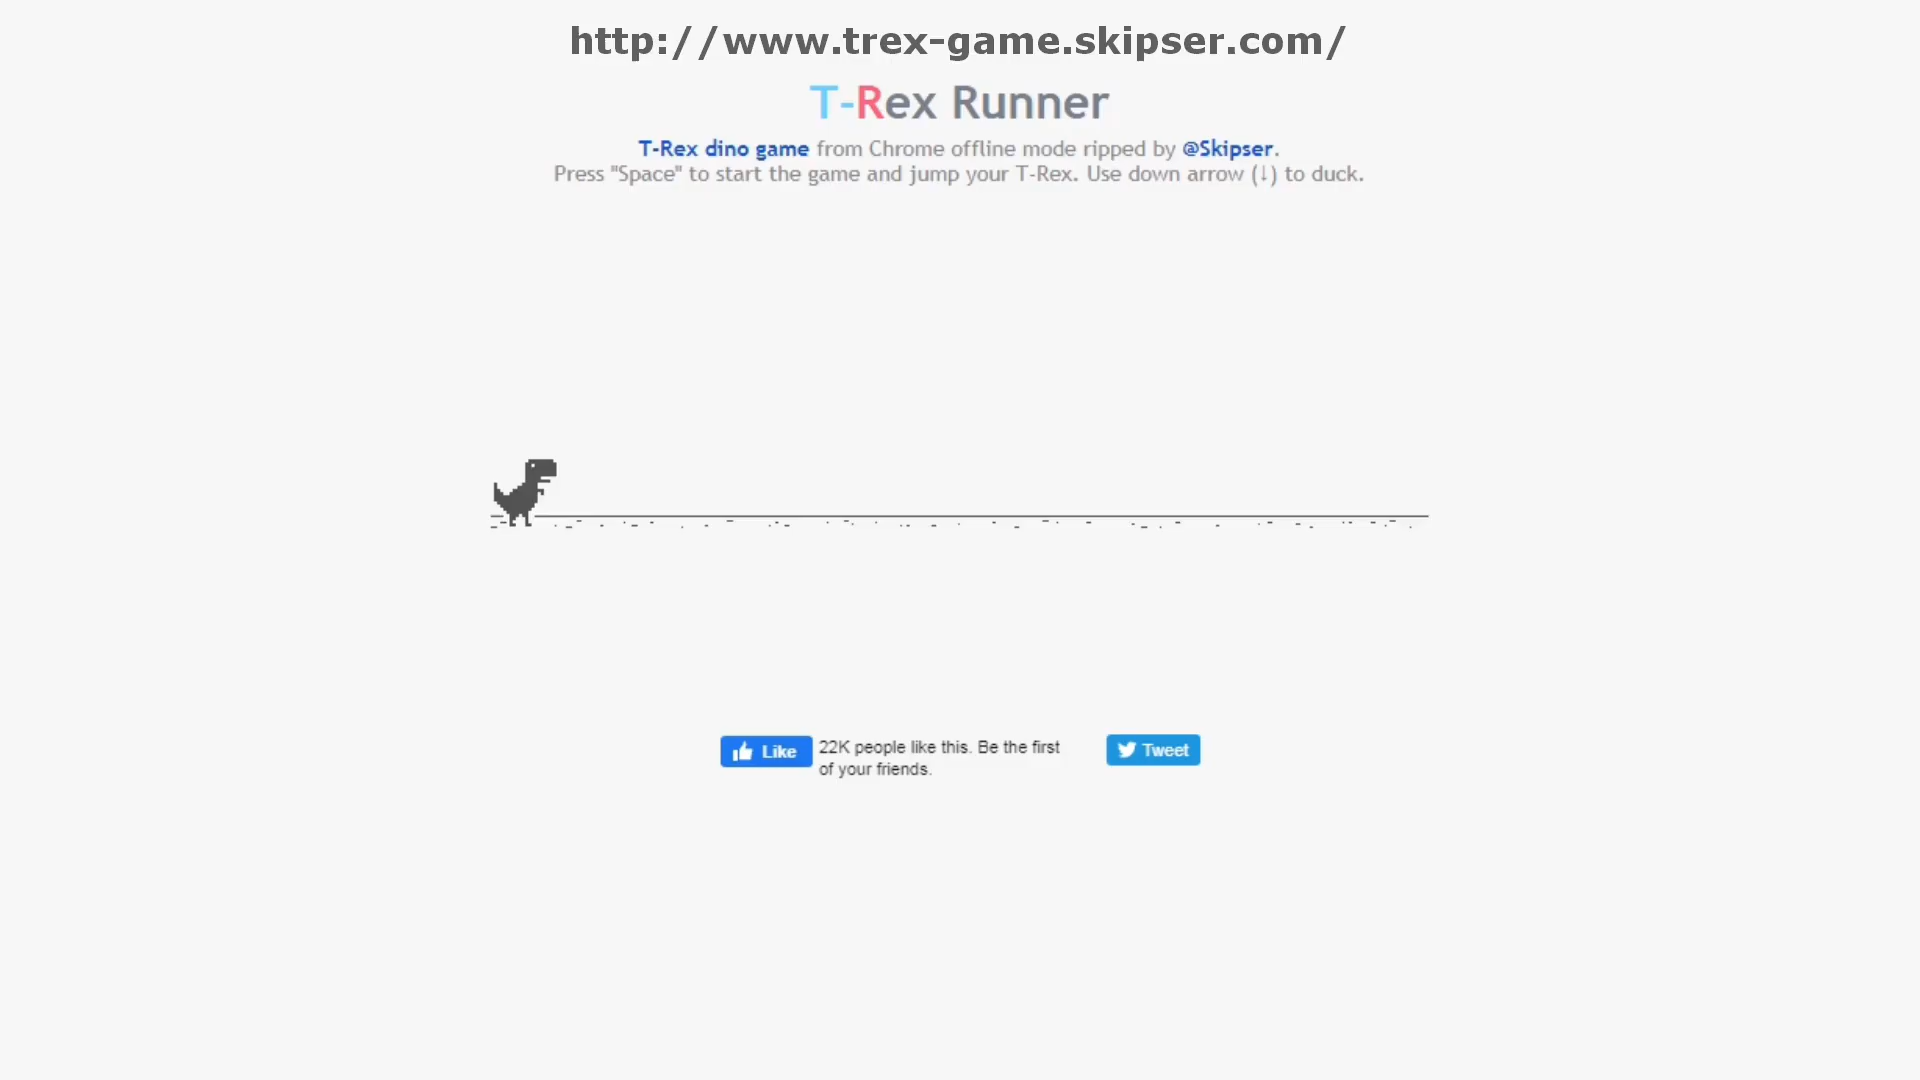 http://www.trex-game.skipser.com/
T-Rex Runner
T-Rex dino game from Chrome offline mode ripped by @Skipser.
Press "Space" to start the game and jump your T-Rex. Use down arrow (↓) to duck.
Like 22K people like this. Be the first
of your friends.
Tweet